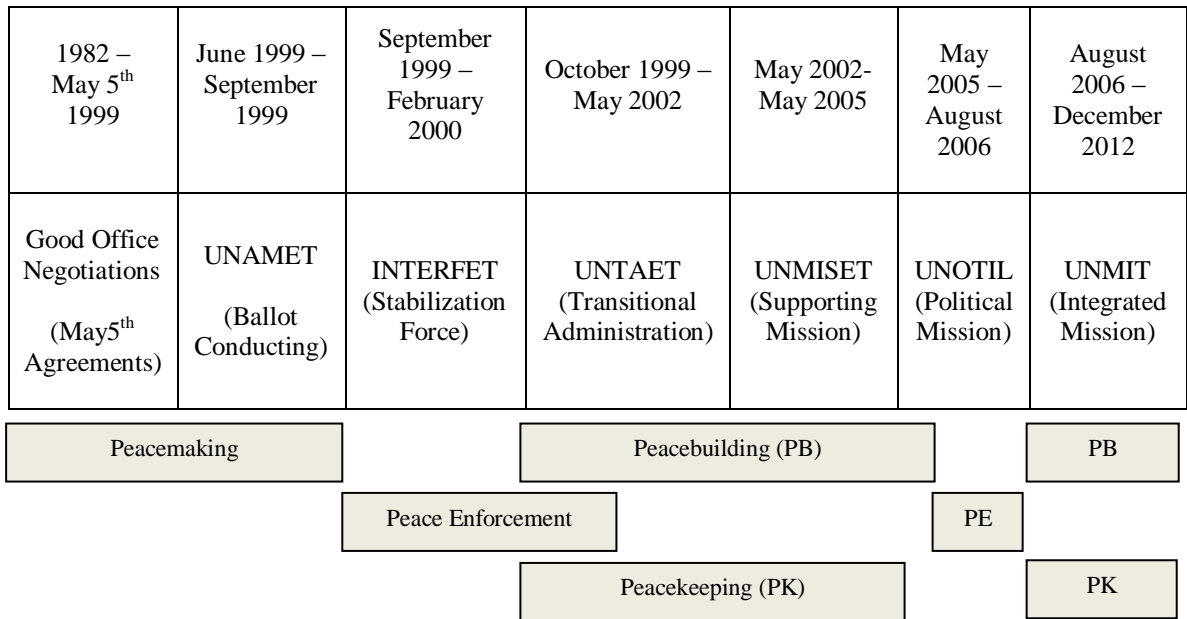 1982 –
May 5th
1999
June 1999 –
September
1999
September
1999 –
February
2000
October 1999 –
May 2002
May 2002-
May 2005
May
2005 –
August
2006
August
2006 –
December
2012
Good Office
Negotiations
(May5th
Agreements)
UNAMET
(Ballot
Conducting)
INTERFET
(Stabilization
Force)
UNTAET
(Transitional
Administration)
UNMISET
(Supporting
Mission)
UNOTIL
(Political
Mission)
UNMIT
(Integrated
Mission)
Peacemaking
Peacebuilding (PB)
PB
Peace Enforcement
PE
Peacekeeping (PK)
PK